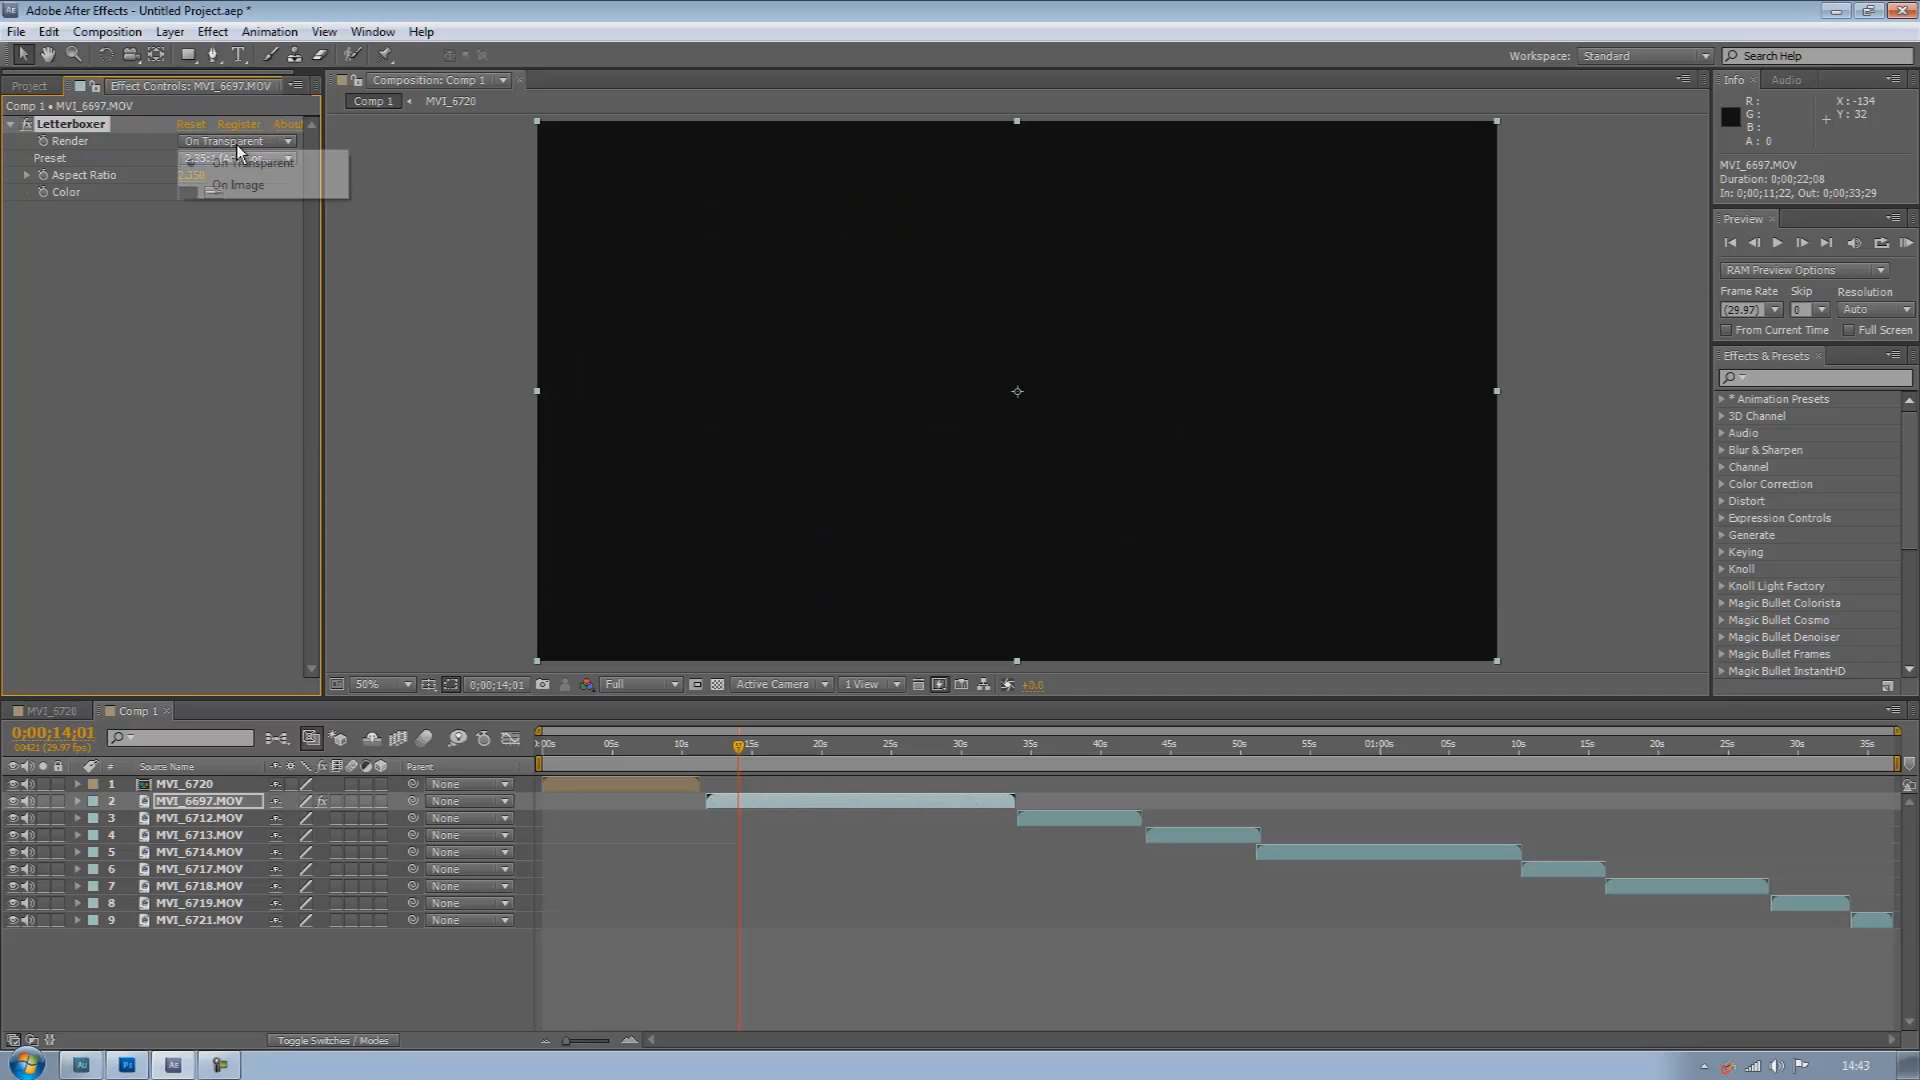 Adobe After Effects - Untitled Project.aep *
File Edit Composition Layer Effect Animation View Window Help
Workspace: Standard Search Help
Project Effect Controls: MVI_6697.MOV
Comp 1 • MVI_6697.MOV
Letterboxer Reset Register About
Render On Transparent
Preset
On Transparent
Aspect Ratio 2.350
On Image
Color
Composition: Comp 1
Comp 1 MVI_6720
50% 0;00;14;01 Full Active Camera 1 View +0.0
Info Audio
R: X: -134
G: Y: 32
B:
A: 0
MVI_6697.MOV
Duration: 0;00;22;08
In: 0;00;11;22, Out: 0;00;33;29
Preview
RAM Preview Options
Frame Rate Skip Resolution
(29.97) 0 Auto
From Current Time Full Screen
Effects & Presets
* Animation Presets
3D Channel
Audio
Blur & Sharpen
Channel
Color Correction
Distort
Expression Controls
Generate
Keying
Knoll
Knoll Light Factory
Magic Bullet Colorista
Magic Bullet Cosmo
Magic Bullet Denoiser
Magic Bullet Frames
Magic Bullet InstantHD
MVI_6720 Comp 1
0;00;14;01
00421 (29.97 fps)
:00s 05s 10s 15s 20s 25s 30s 35s 40s 45s 50s 55s 01:00s 05s 10s 15s 20s 25s 30s 35s
# Source Name Parent
1 MVI_6720 None
2 MVI_6697.MOV None
3 MVI_6712.MOV None
4 MVI_6713.MOV None
5 MVI_6714.MOV None
6 MVI_6717.MOV None
7 MVI_6718.MOV None
8 MVI_6719.MOV None
9 MVI_6721.MOV None
Toggle Switches / Modes
Au Ps Ae
14:43